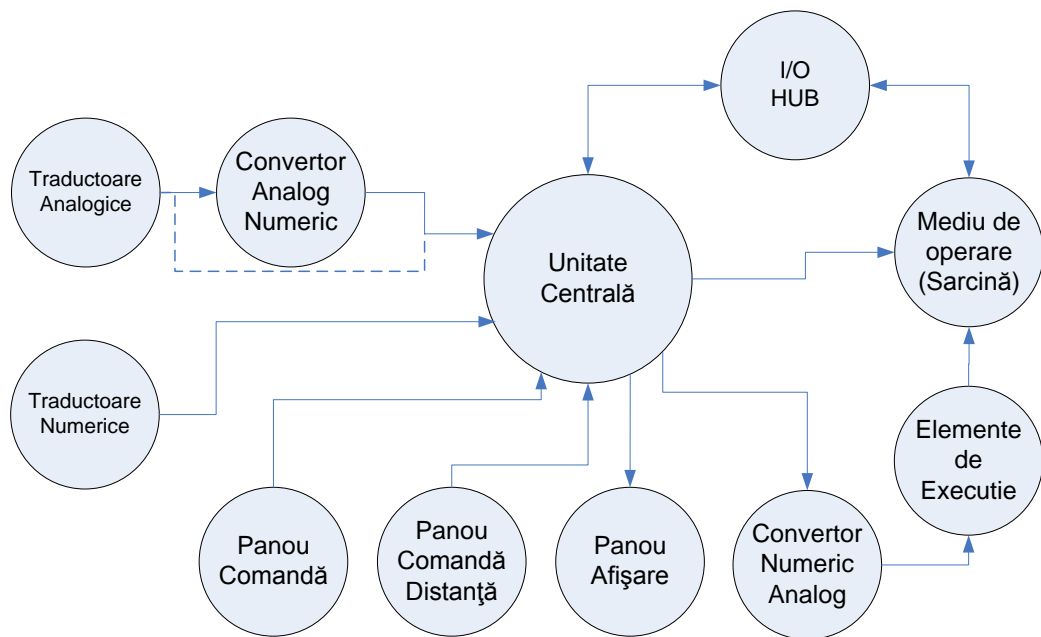 I/O
HUB
Traductoare
Analogice
Convertor
Analog
Numeric
Unitate
Centrală
Mediu de
operare
(Sarcină)
Traductoare
Numerice
Elemente
de
Executie
Panou
Comandă
Panou
Comandă
Distanţă
Panou
Afişare
Convertor
Numeric
Analog